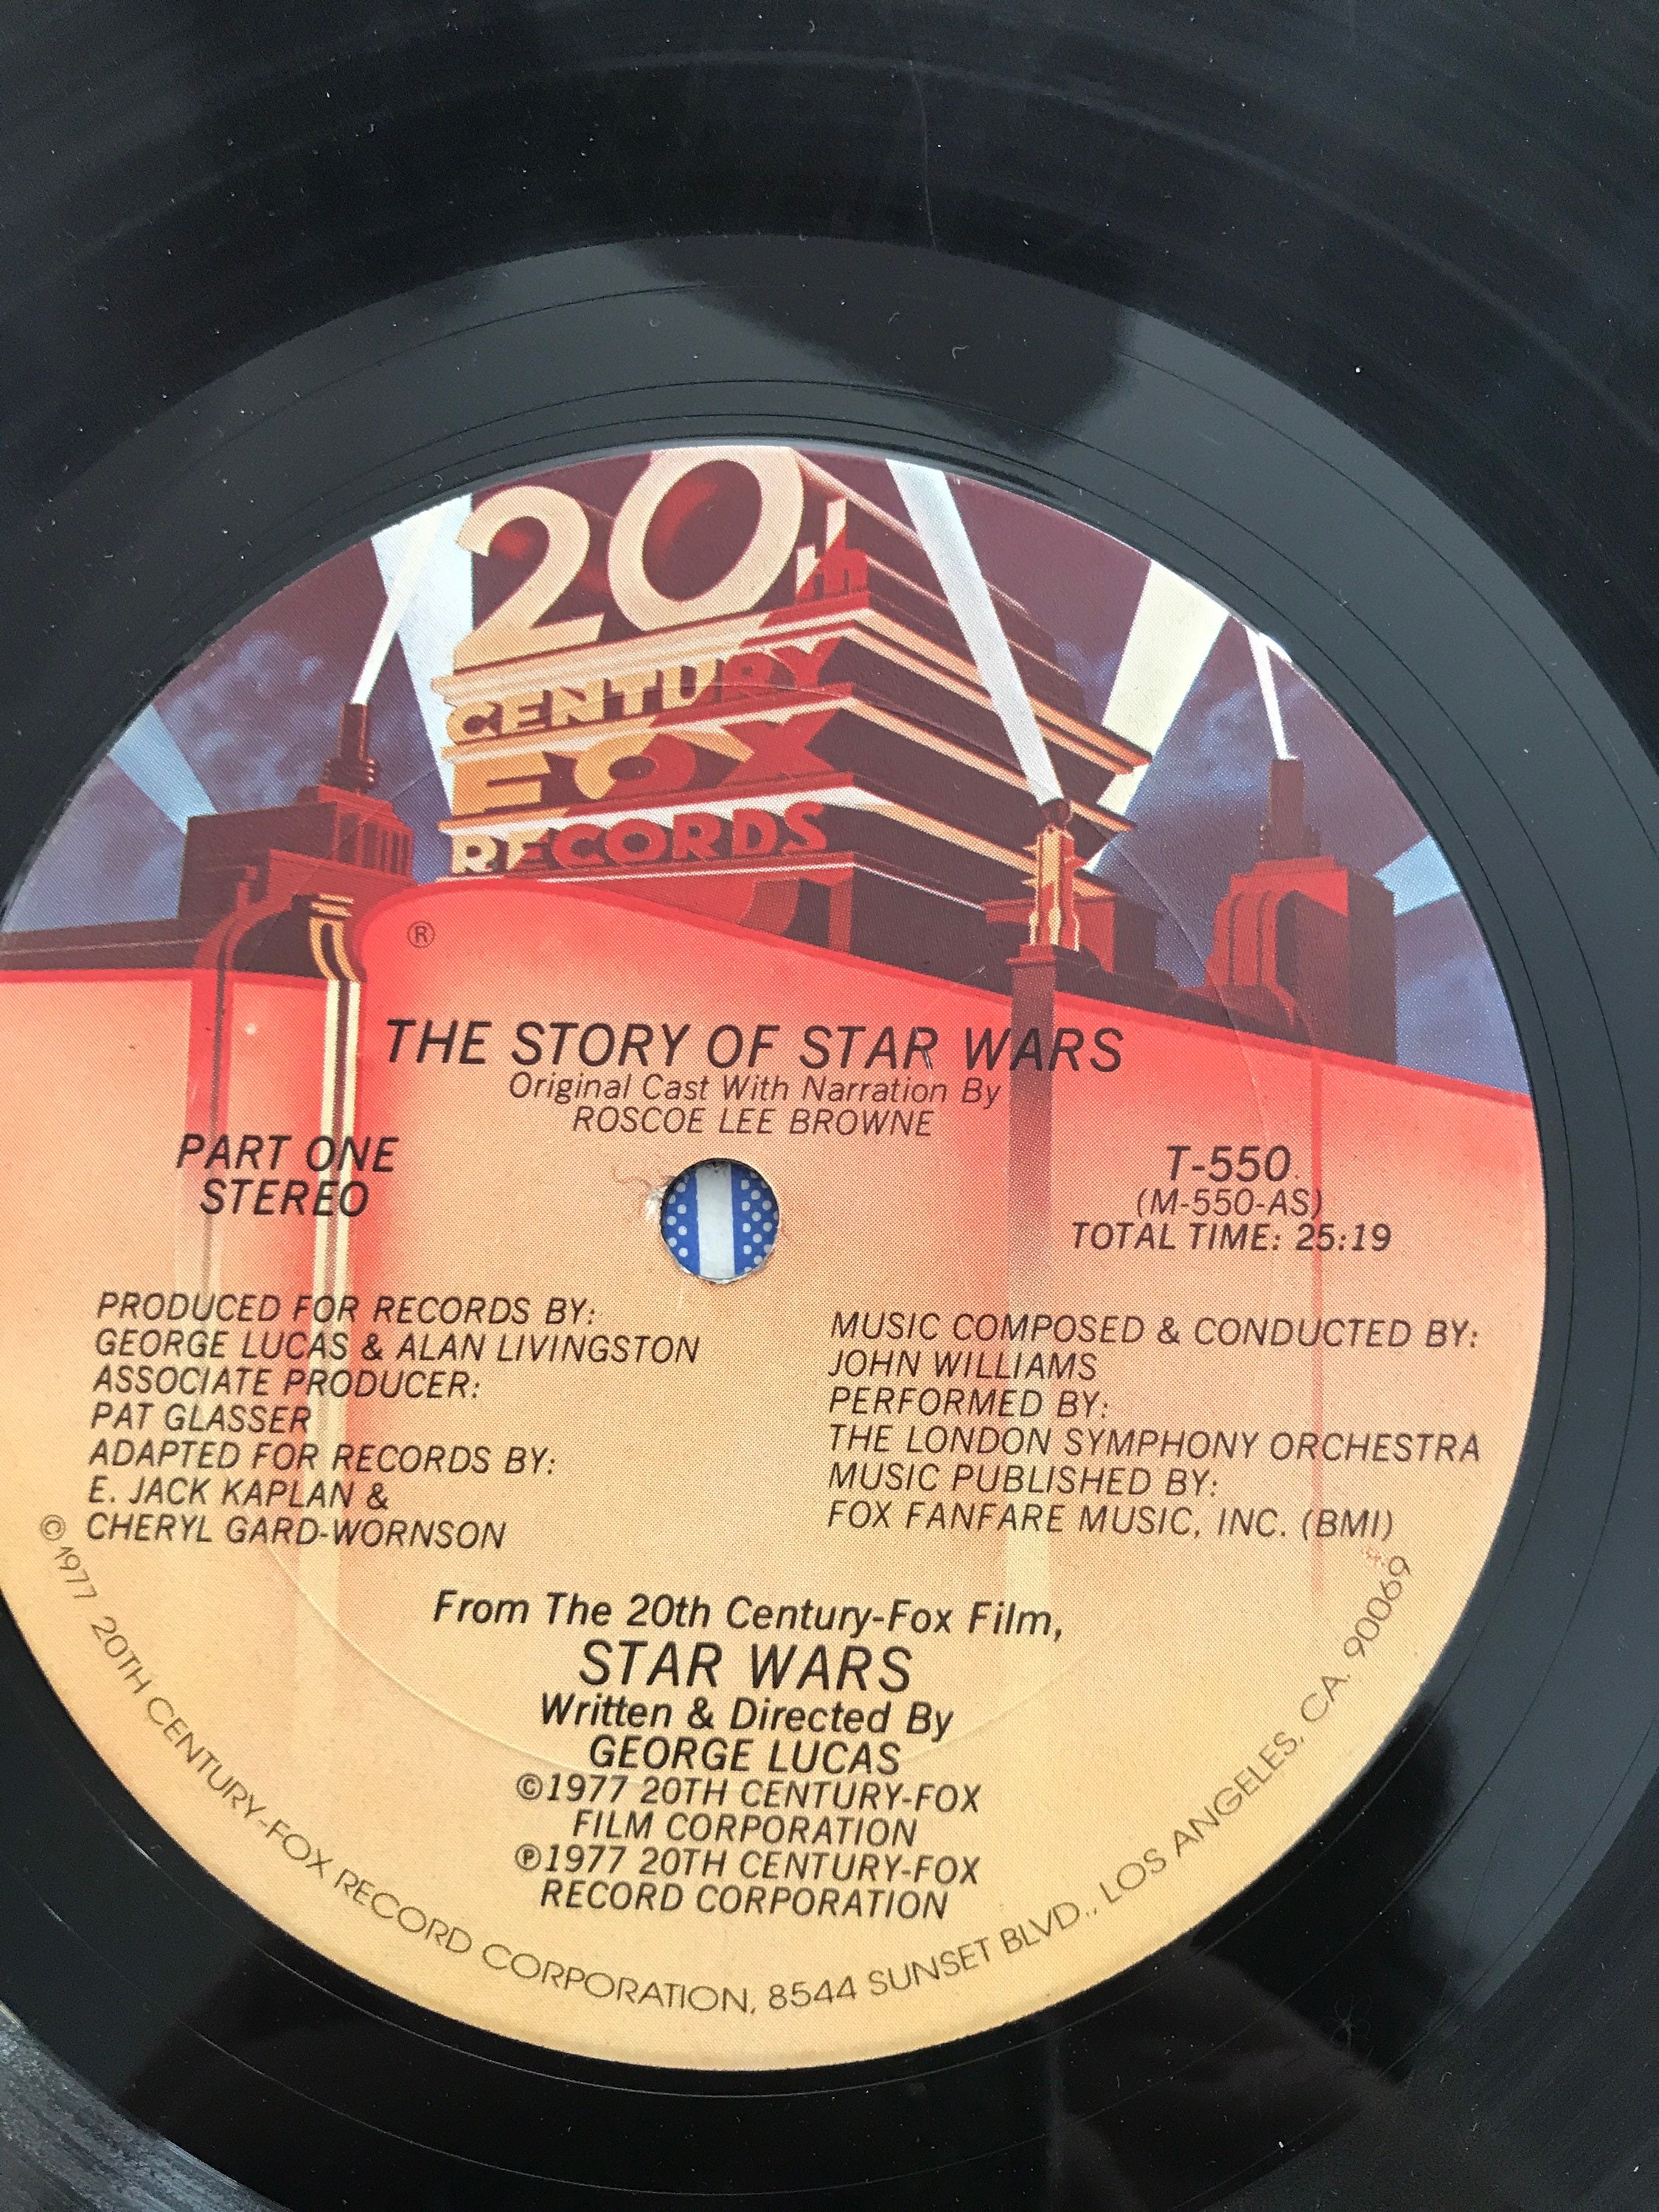 20th
CENTURY
FOX
RECORDS
®
THE STORY OF STAR WARS
Original Cast With Narration By
ROSCOE LEE BROWNE
PART ONE
STEREO
T-550
(M-550-AS)
TOTAL TIME: 25:19
PRODUCED FOR RECORDS BY:
GEORGE LUCAS & ALAN LIVINGSTON
ASSOCIATE PRODUCER:
PAT GLASSER
ADAPTED FOR RECORDS BY:
E. JACK KAPLAN &
CHERYL GARD-WORNSON
MUSIC COMPOSED & CONDUCTED BY:
JOHN WILLIAMS
PERFORMED BY:
THE LONDON SYMPHONY ORCHESTRA
MUSIC PUBLISHED BY:
FOX FANFARE MUSIC, INC. (BMI)
From The 20th Century-Fox Film,
STAR WARS
Written & Directed By
GEORGE LUCAS
©1977 20TH CENTURY-FOX
FILM CORPORATION
℗1977 20TH CENTURY-FOX
RECORD CORPORATION
©1977 20TH CENTURY-FOX RECORD CORPORATION, 8544 SUNSET BLVD., LOS ANGELES, CA. 90069